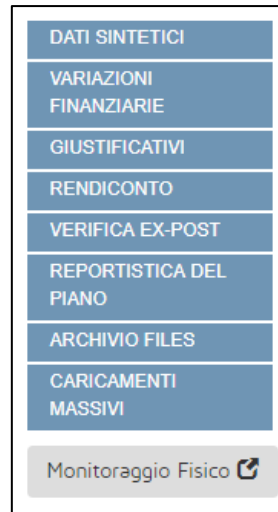 DATI SINTETICI
VARIAZIONI
FINANZIARIE
GIUSTIFICATIVI
RENDICONTO
VERIFICA EX-POST
REPORTISTICA DEL
PIANO
ARCHIVIO FILES
CARICAMENTI
MASSIVI
Monitoraggio Fisico